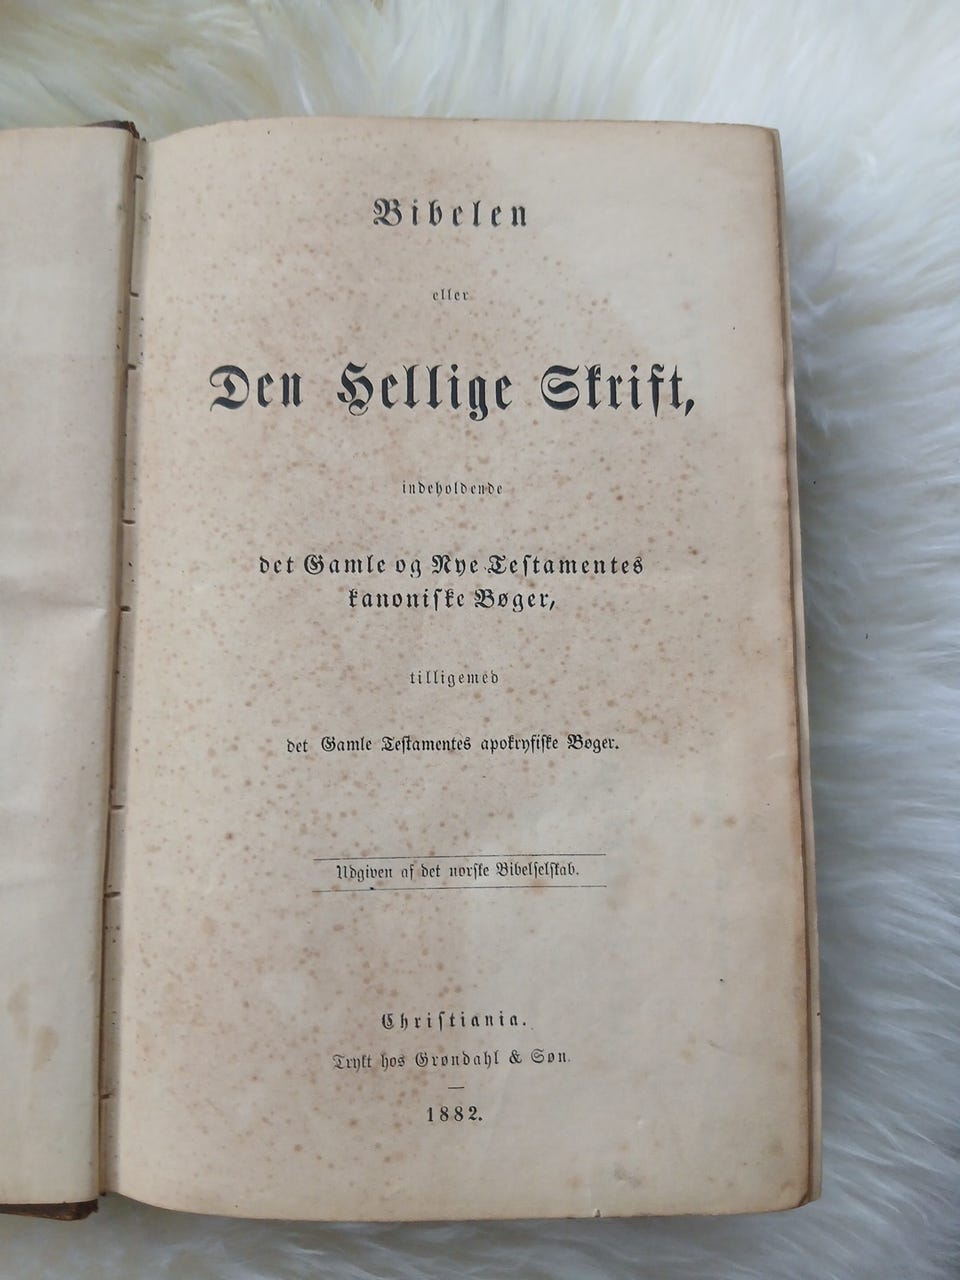 Bibelen
eller
Den Hellige Skrift,
indeholdende
det Gamle og Nye Testamentes
kanoniske Bøger,
tilligemed
det Gamle Testamentes apokryfiske Bøger.
Udgiven af det norske Bibelselskab.
Christiania.
Trykt hos Grøndahl & Søn.
1882.